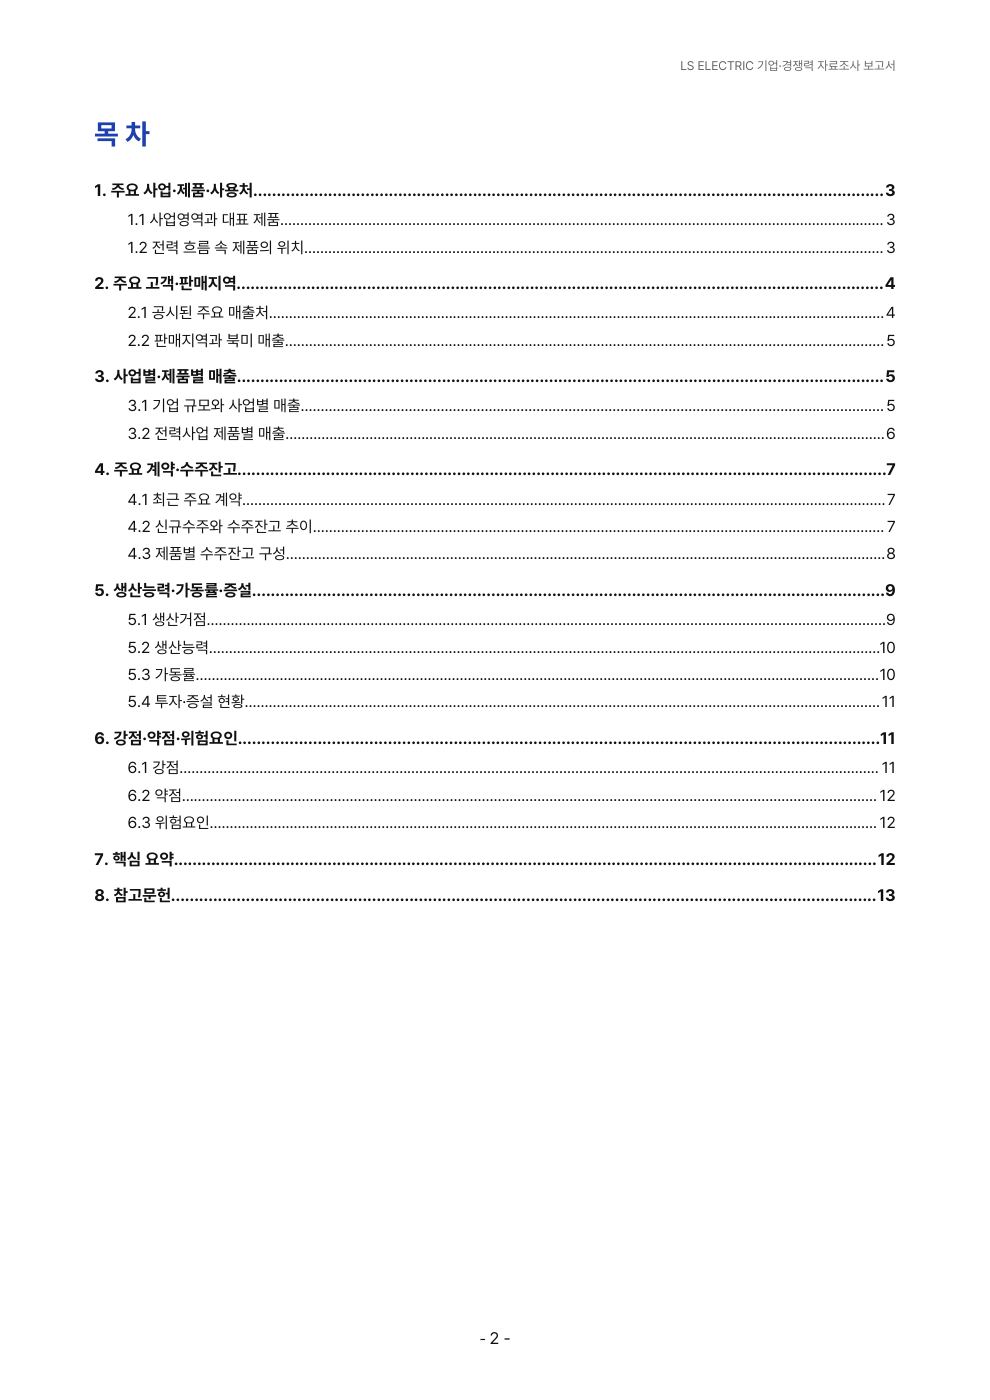 LS ELECTRIC 기업·경쟁력 자료조사 보고서
목 차
1. 주요 사업·제품·사용처 3
1.1 사업영역과 대표 제품 3
1.2 전력 흐름 속 제품의 위치 3
2. 주요 고객·판매지역 4
2.1 공시된 주요 매출처 4
2.2 판매지역과 북미 매출 5
3. 사업별·제품별 매출 5
3.1 기업 규모와 사업별 매출 5
3.2 전력사업 제품별 매출 6
4. 주요 계약·수주잔고 7
4.1 최근 주요 계약 7
4.2 신규수주와 수주잔고 추이 7
4.3 제품별 수주잔고 구성 8
5. 생산능력·가동률·증설 9
5.1 생산거점 9
5.2 생산능력 10
5.3 가동률 10
5.4 투자·증설 현황 11
6. 강점·약점·위험요인 11
6.1 강점 11
6.2 약점 12
6.3 위험요인 12
7. 핵심 요약 12
8. 참고문헌 13
- 2 -